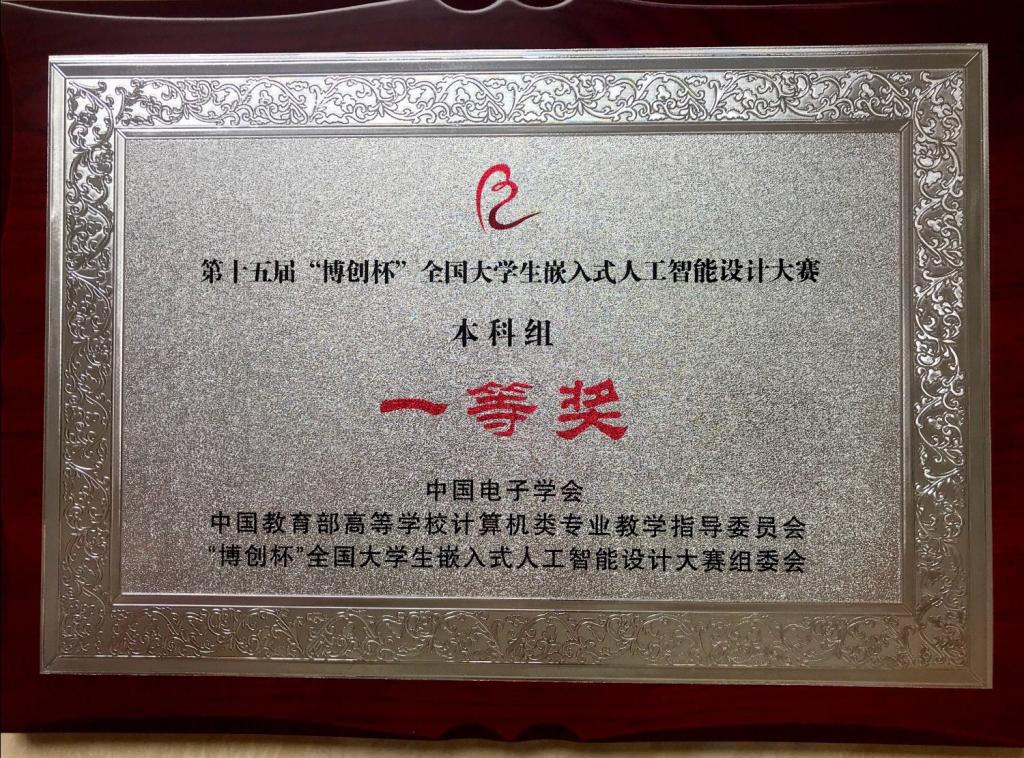 第十五届“博创杯”全国大学生嵌入式人工智能设计大赛
本科组
一等奖
中国电子学会
中国教育部高等学校计算机类专业教学指导委员会
“博创杯”全国大学生嵌入式人工智能设计大赛组委会